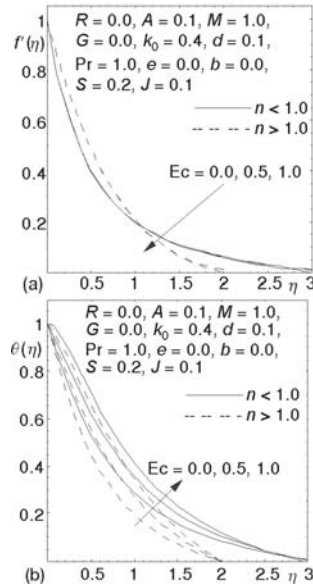 f'(η)
R = 0.0, A = 0.1, M = 1.0,
G = 0.0, k₀ = 0.4, d = 0.1,
Pr = 1.0, e = 0.0, b = 0.0,
S = 0.2, J = 0.1
n < 1.0
n > 1.0
Ec = 0.0, 0.5, 1.0
1
0.8
0.6
0.4
0.2
(a)
0.5 1 1.5 2 η 2.5 3
R = 0.0, A = 0.1, M = 1.0,
G = 0.0, k₀ = 0.4, d = 0.1,
θ(η)
Pr = 1.0, e = 0.0, b = 0.0,
S = 0.2, J = 0.1
n < 1.0
n > 1.0
Ec = 0.0, 0.5, 1.0
1
0.8
0.6
0.4
0.2
(b)
0.5 1 1.5 2 η 2.5 3